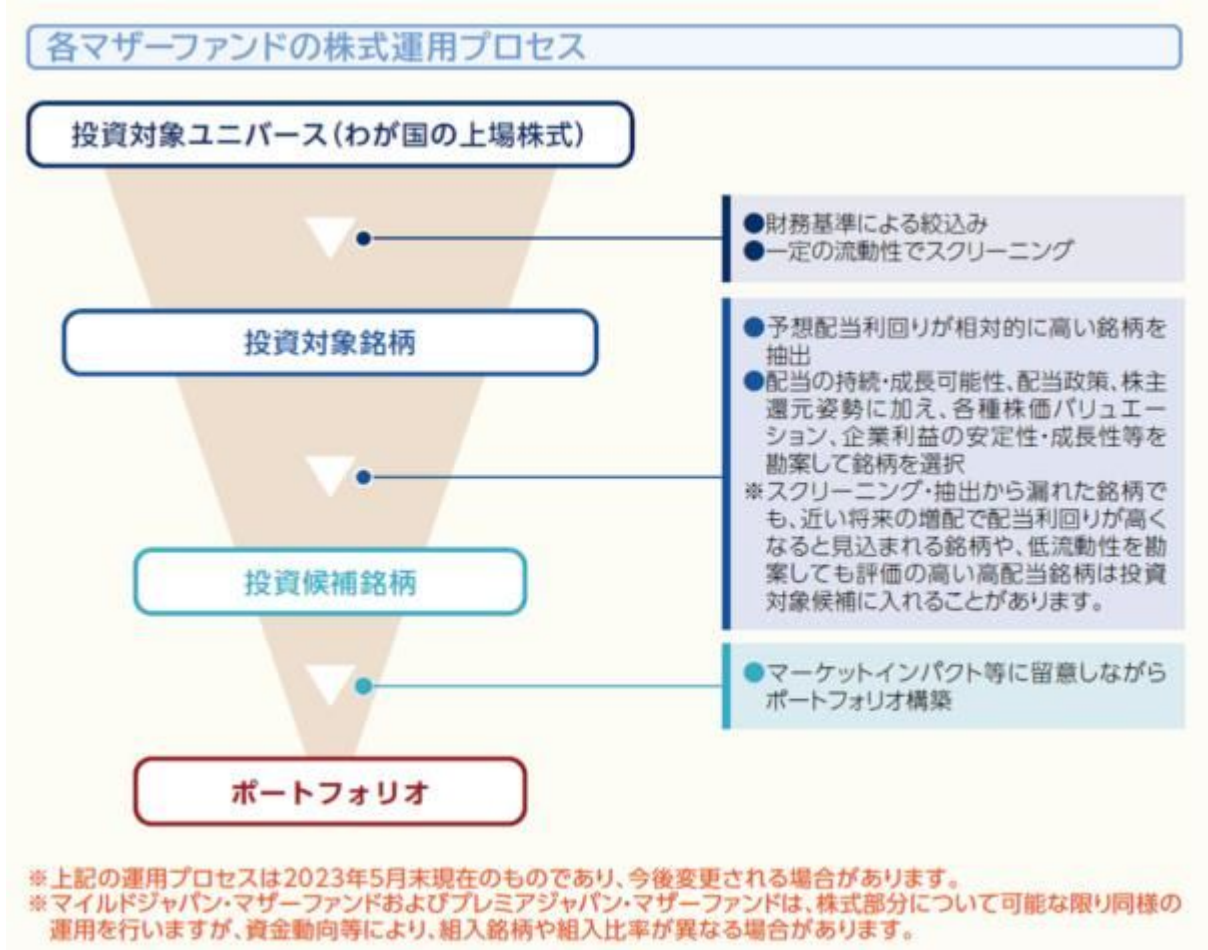 各マザーファンドの株式運用プロセス
投資対象ユニバース(わが国の上場株式)
●財務基準による絞込み
●一定の流動性でスクリーニング
投資対象銘柄
●予想配当利回りが相対的に高い銘柄を
抽出
●配当の持続・成長可能性、配当政策、株主
還元姿勢に加え、各種株価バリュエー
ション、企業利益の安定性・成長性等を
勘案して銘柄を選択
※スクリーニング・抽出から漏れた銘柄で
も、近い将来の増配で配当利回りが高く
なると見込まれる銘柄や、低流動性を勘
案しても評価の高い高配当銘柄は投資
対象候補に入れることがあります。
投資候補銘柄
●マーケットインパクト等に留意しながら
ポートフォリオ構築
ポートフォリオ
※上記の運用プロセスは2023年5月末現在のものであり、今後変更される場合があります。
※マイルドジャパン・マザーファンドおよびプレミアジャパン・マザーファンドは、株式部分について可能な限り同様の
運用を行いますが、資金動向等により、組入銘柄や組入比率が異なる場合があります。